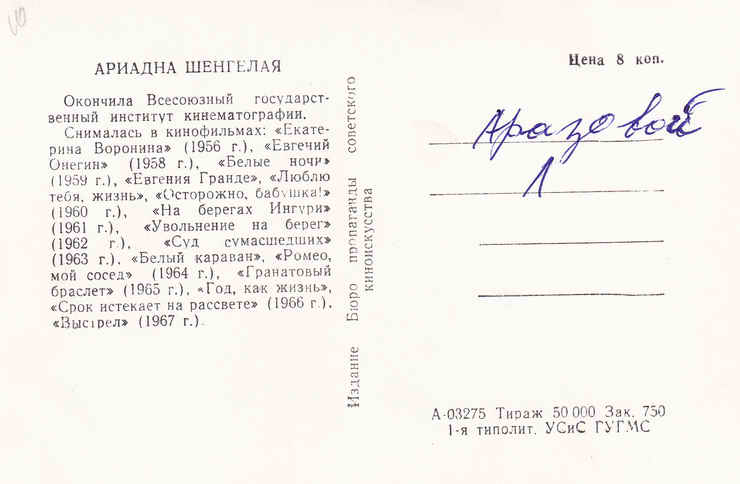 АРИАДНА ШЕНГЕЛАЯ
Окончила Всесоюзный государст-
венный институт кинематографии.
Снималась в кинофильмах: «Екате-
рина Воронина» (1956 г.), «Евгений
Онегин» (1958 г.), «Белые ночи»
(1959 г.), «Евгения Гранде», «Люблю
тебя, жизнь», «Осторожно, бабушка!»
(1960 г.), «На берегах Ингури»
(1961 г.), «Увольнение на берег»
(1962 г.), «Суд сумасшедших»
(1963 г.), «Белый караван», «Ромео,
мой сосед» (1964 г.), «Гранатовый
браслет» (1965 г.), «Год, как жизнь»,
«Срок истекает на рассвете» (1966 г.),
«Выстрел» (1967 г.).
Издание Бюро пропаганды советского
киноискусства
Цена 8 коп.
Аразовой
Л
А-03275 Тираж 50 000 Зак. 750
1-я типолит. УСиС ГУГМС